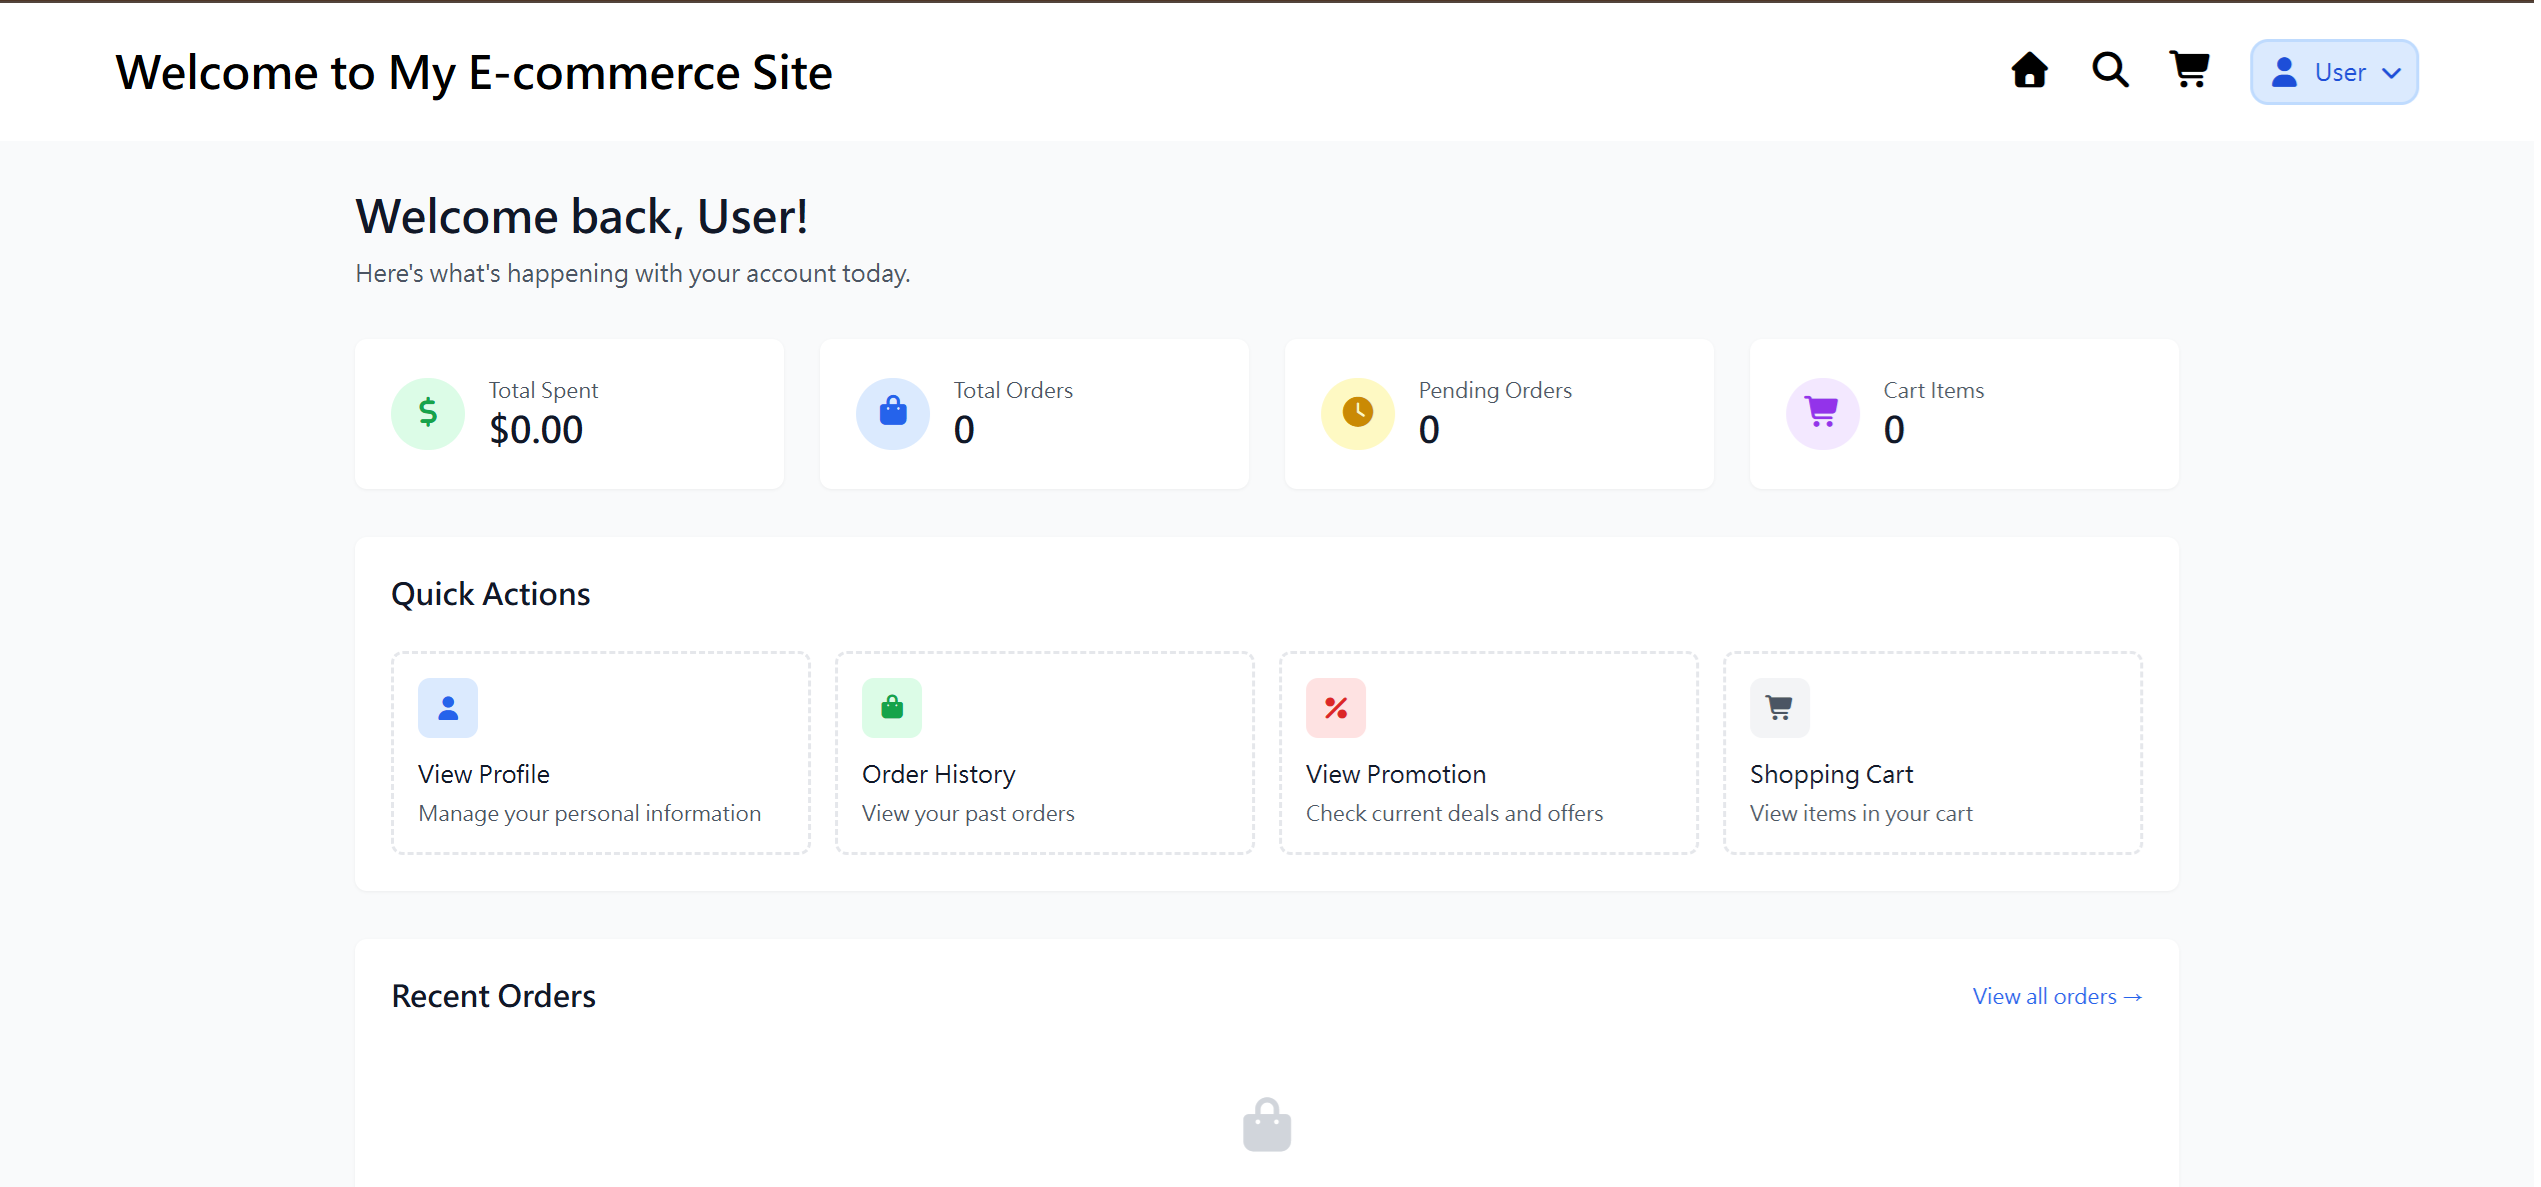 Welcome to My E-commerce Site
User
Welcome back, User!
Here's what's happening with your account today.
Total Spent
$0.00
Total Orders
0
Pending Orders
0
Cart Items
0
Quick Actions
View Profile
Manage your personal information
Order History
View your past orders
View Promotion
Check current deals and offers
Shopping Cart
View items in your cart
Recent Orders
View all orders →